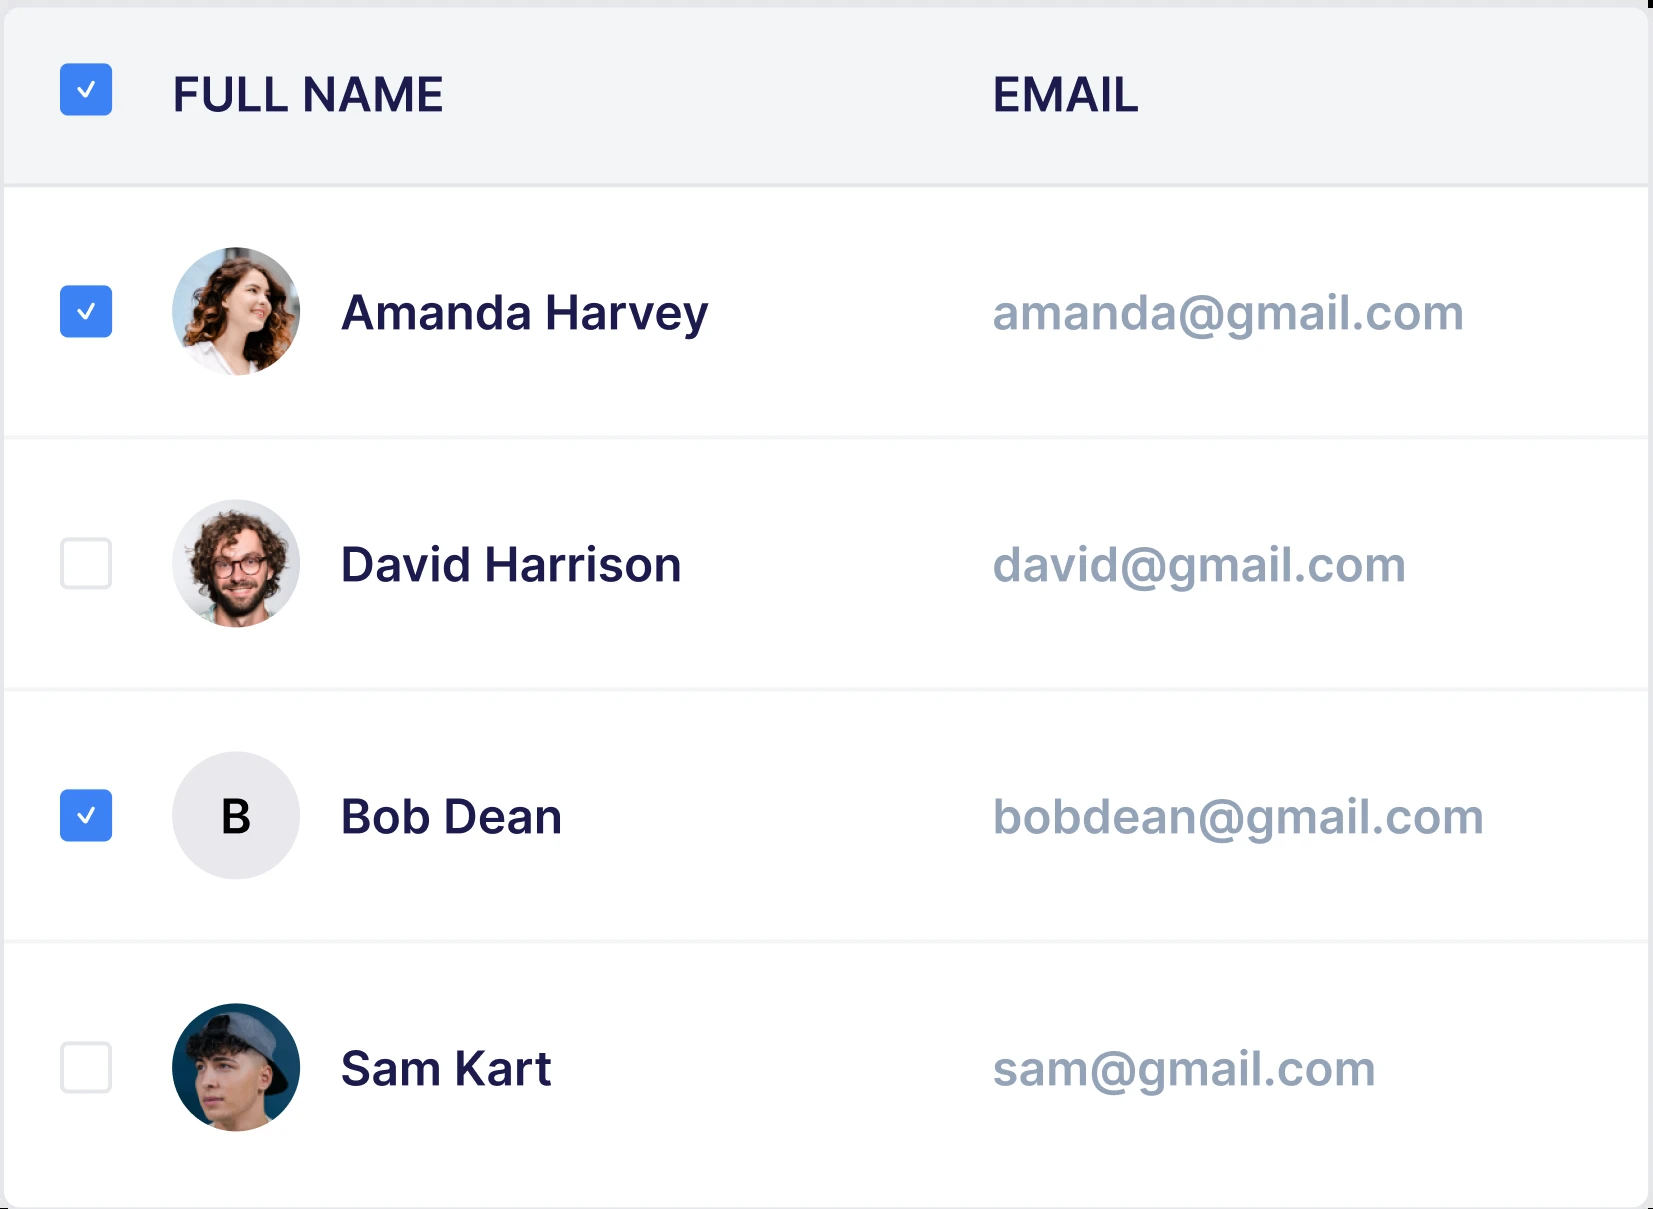 FULL NAME EMAIL
Amanda Harvey amanda@gmail.com
David Harrison david@gmail.com
B Bob Dean bobdean@gmail.com
Sam Kart sam@gmail.com